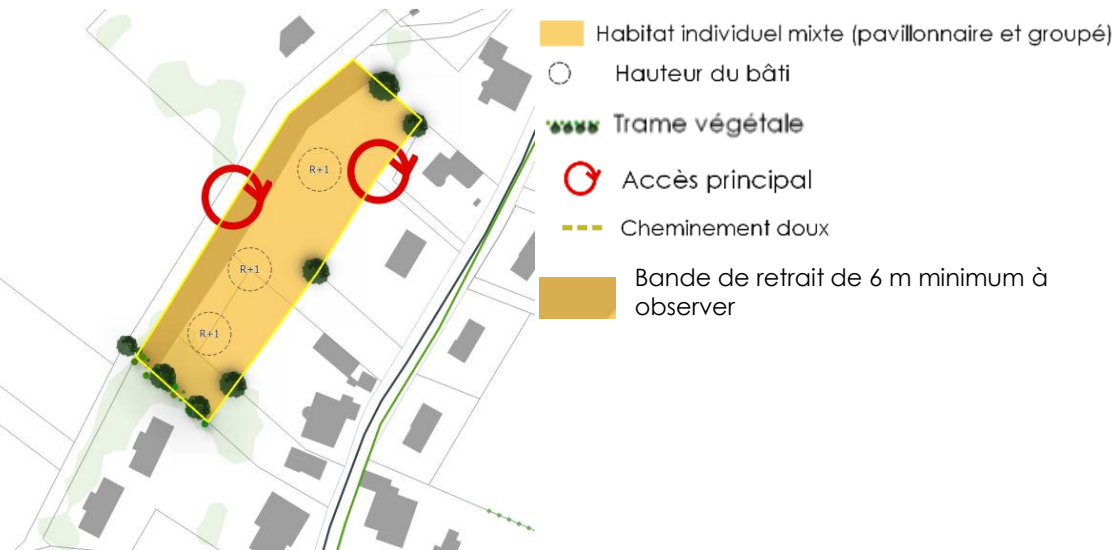 Habitat individuel mixte (pavillonnaire et groupé)
Hauteur du bâti
Trame végétale
Accès principal
Cheminement doux
Bande de retrait de 6 m minimum à
observer
R+1
R+1
R+1